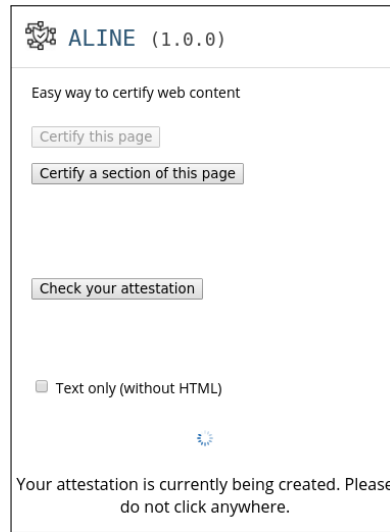 ALINE (1.0.0)
Easy way to certify web content
Certify this page
Certify a section of this page
Check your attestation
Text only (without HTML)
Your attestation is currently being created. Please
do not click anywhere.